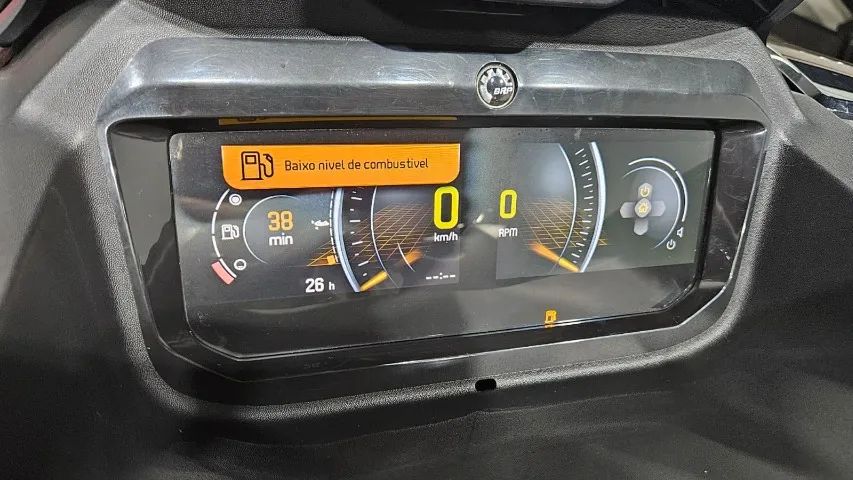 BRP
Baixo nivel de combustivel
38
min
0
km/h
0
RPM
26 h
--:--